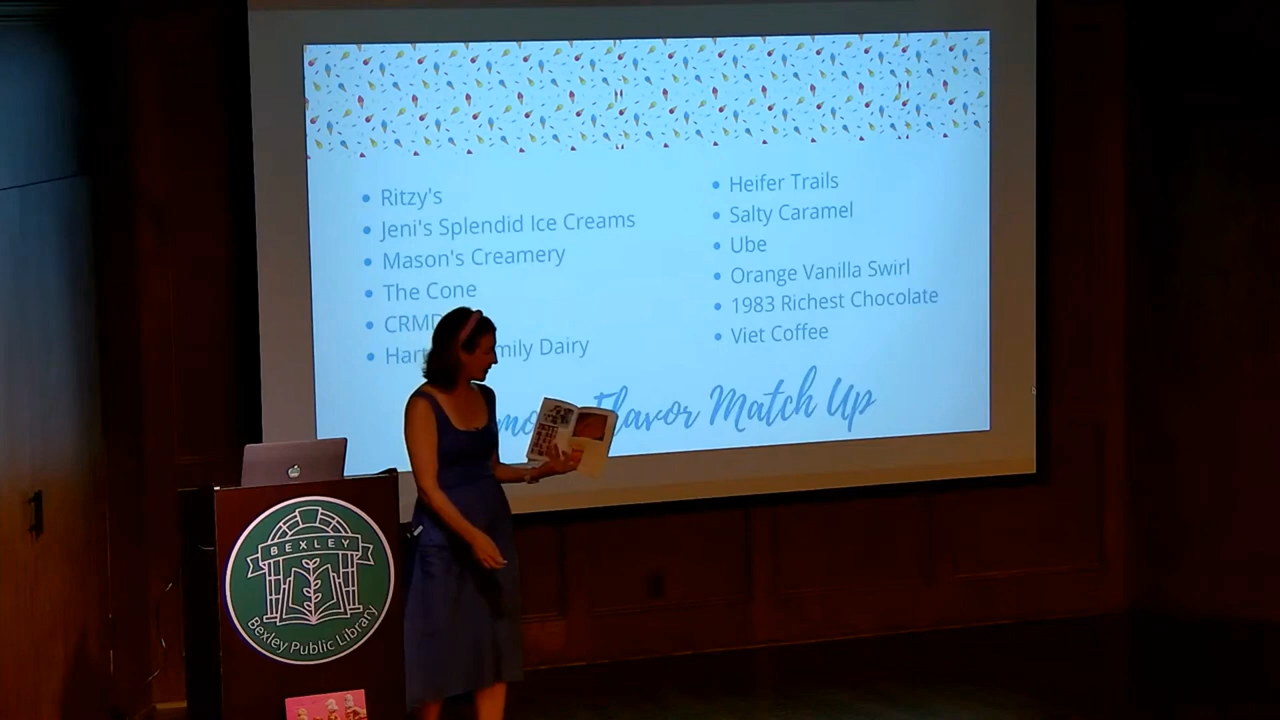 Ritzy's
Jeni's Splendid Ice Creams
Mason's Creamery
The Cone
CRMD
Dairy
Heifer Trails
Salty Caramel
Ube
Orange Vanilla Swirl
1983 Richest Chocolate
Viet Coffee
Flavor Match Up
BEXLEY
Bexley Public Library